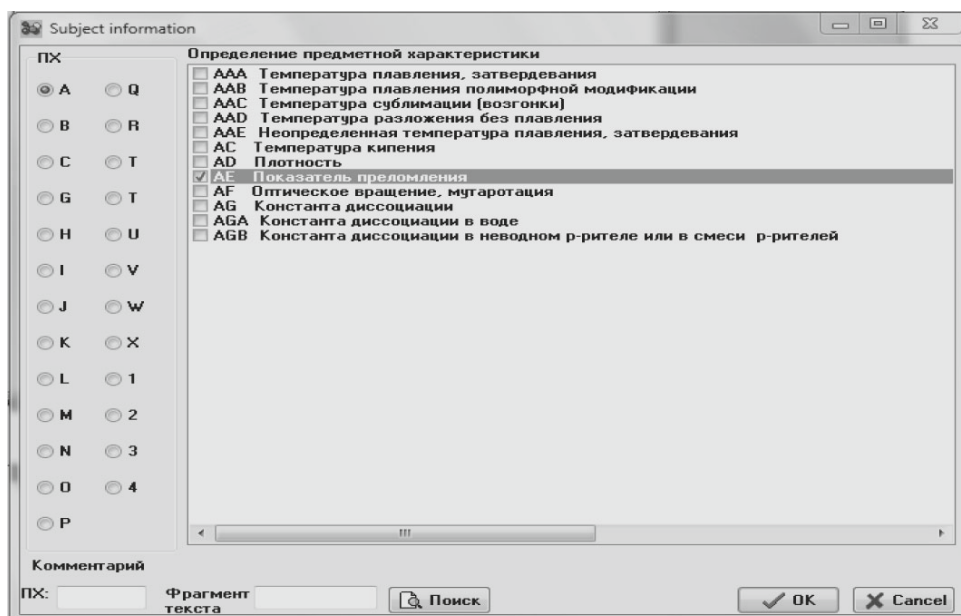 Subject information
ПХ
Определение предметной характеристики
A Q
B R
C T
G T
H U
I V
J W
K X
L 1
M 2
N 3
O 4
P
AAA Температура плавления, затвердевания
AAB Температура плавления полиморфной модификации
AAC Температура сублимации (возгонки)
AAD Температура разложения без плавления
AAE Неопределенная температура плавления, затвердевания
AC Температура кипения
AD Плотность
AE Показатель преломления
AF Оптическое вращение, мутаротация
AG Константа диссоциации
AGA Константа диссоциации в воде
AGB Константа диссоциации в неводном р-рителе или в смеси р-рителей
Комментарий
ПХ:
Фрагмент
текста
Поиск
OK
Cancel